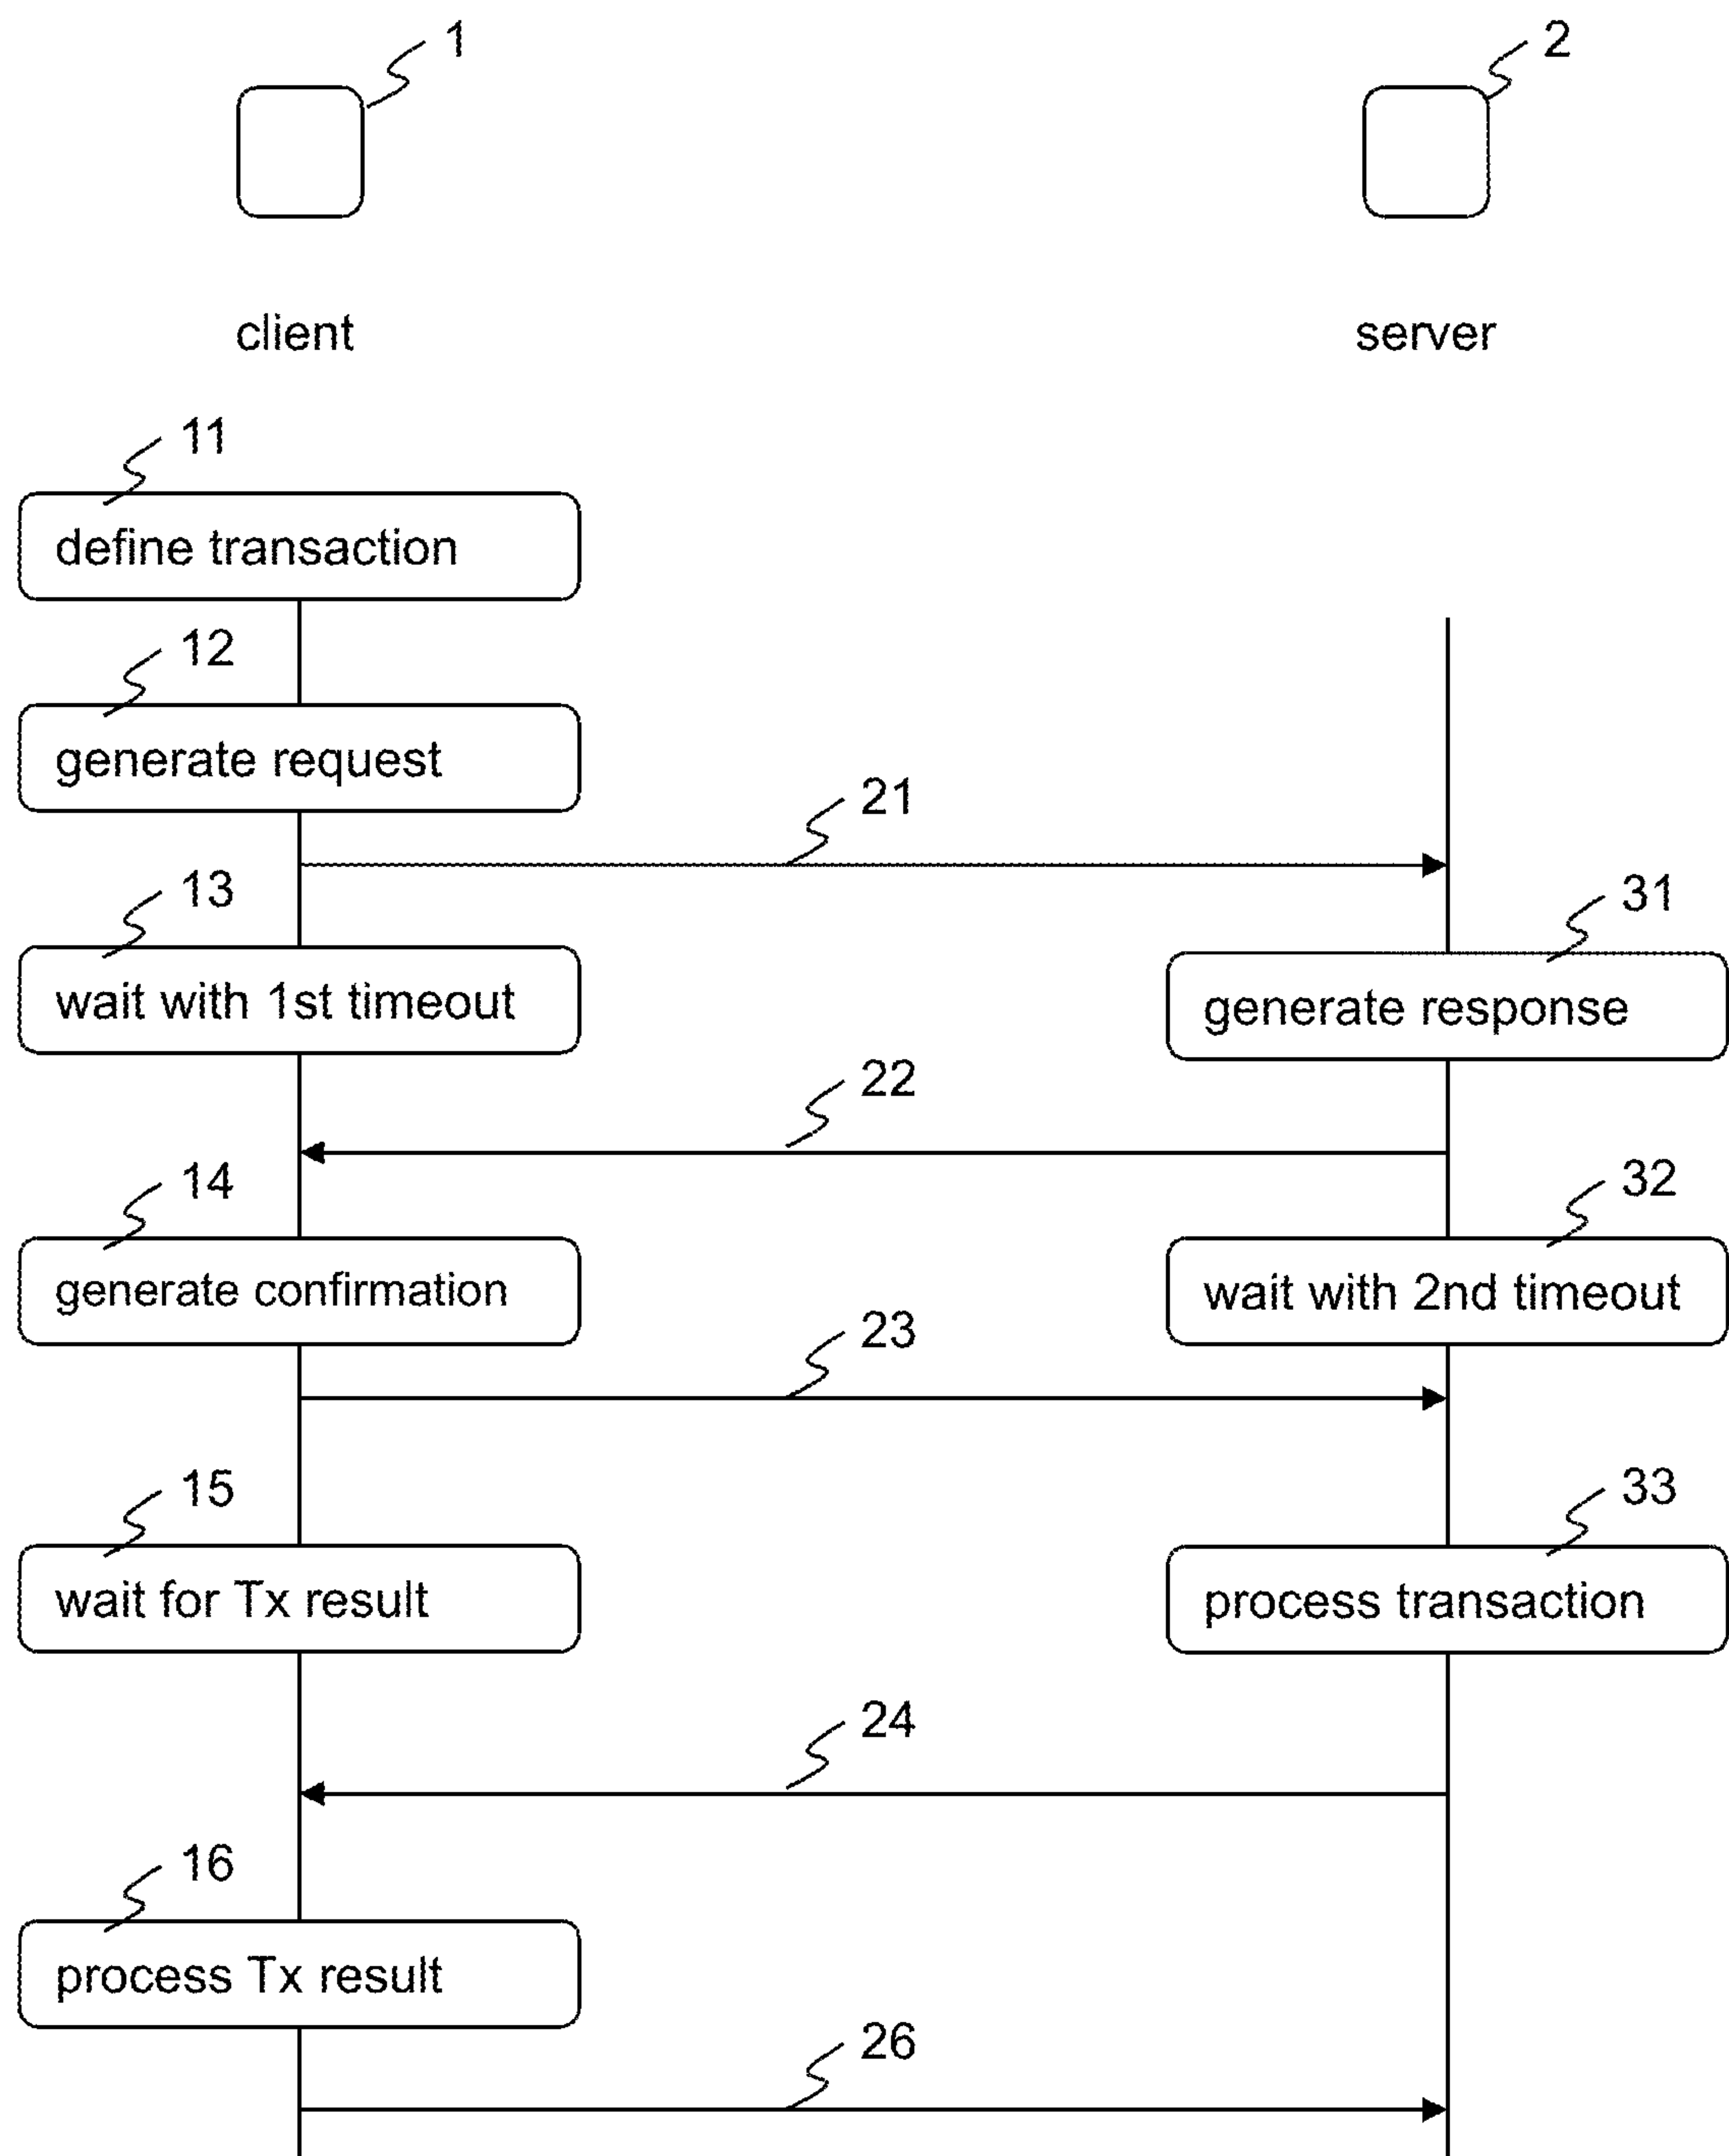 1
2
client
server
11
define transaction
12
generate request
21
13
31
wait with 1st timeout
generate response
22
14
32
generate confirmation
wait with 2nd timeout
23
15
33
wait for Tx result
process transaction
24
16
process Tx result
26